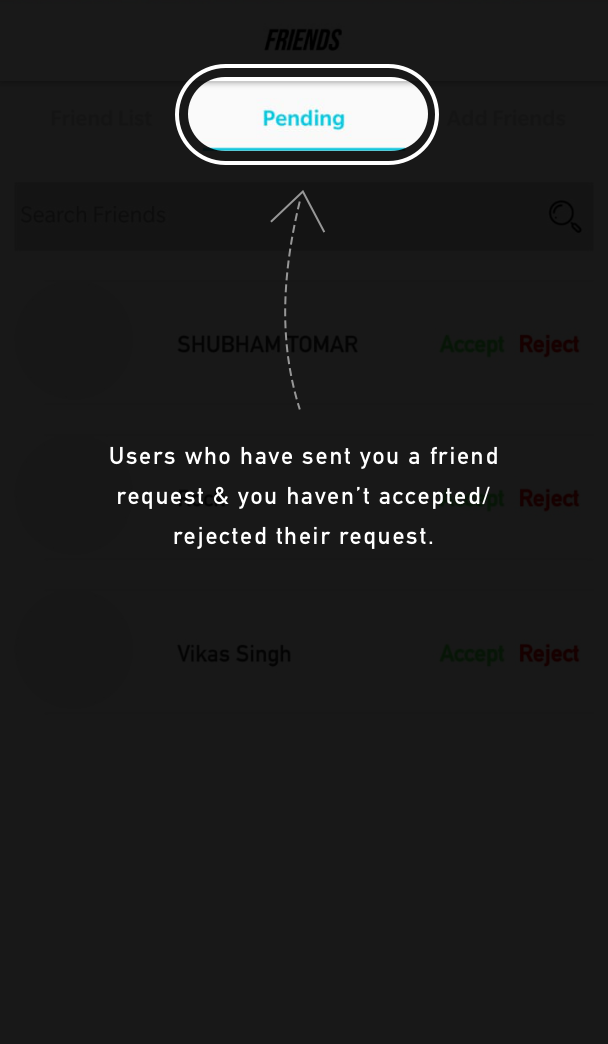 FRIENDS
Friend List
Pending
Add Friends
Search Friends
SHUBHAM TOMAR
Accept Reject
Users who have sent you a friend
request & you haven’t accepted/
rejected their request.
Accept Reject
Vikas Singh
Accept Reject